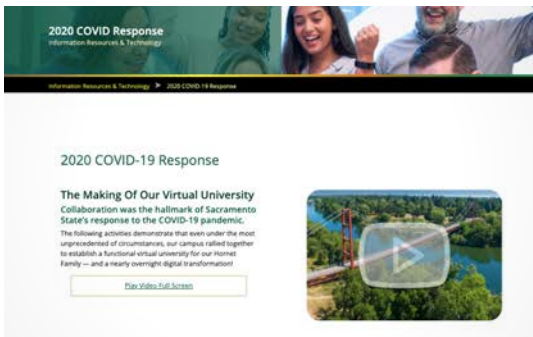 2020 COVID Response
Information Resources & Technology
Information Resources & Technology > 2020 COVID-19 Response
2020 COVID-19 Response
The Making Of Our Virtual University
Collaboration was the hallmark of Sacramento
State's response to the COVID-19 pandemic.
The following activities demonstrate that even under the most
unprecedented of circumstances, our campus rallied together
to establish a functional virtual university for our Hornet
Family — and a nearly overnight digital transformation!
Play Video Full Screen